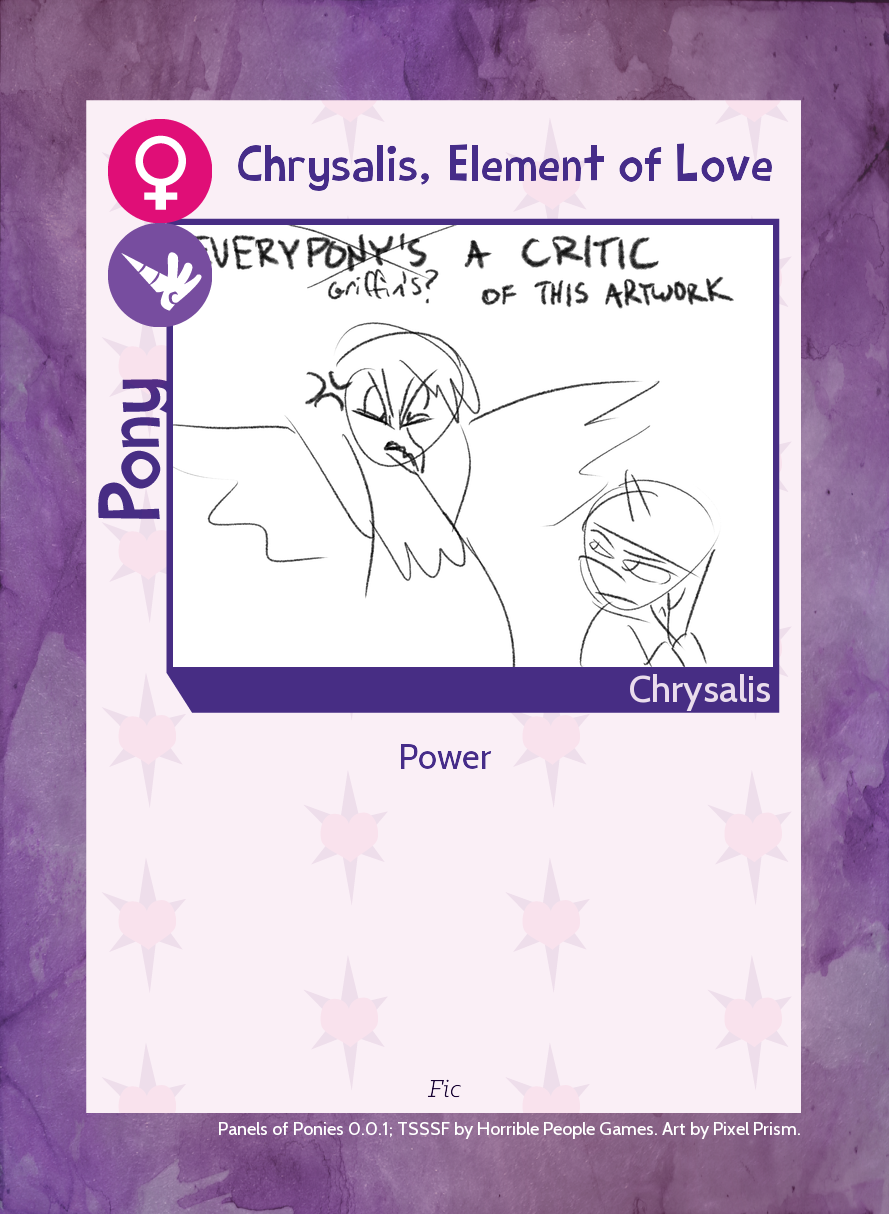 Chrysalis, Element of Love
EVERYPONY'S A CRITIC
Griffin's? OF THIS ARTWORK
Pony
Chrysalis
Power
Fic
Panels of Ponies 0.0.1; TSSSF by Horrible People Games. Art by Pixel Prism.